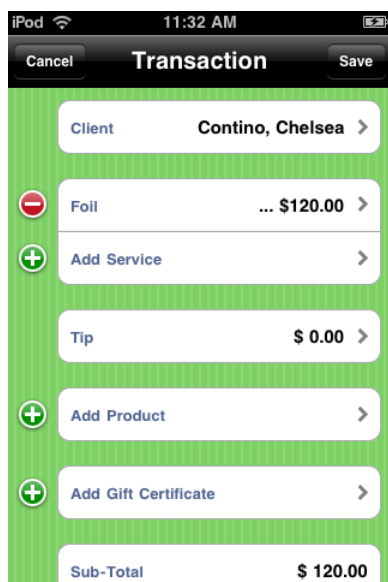 iPod 11:32 AM
Cancel Transaction Save
Client Contino, Chelsea
Foil ... $120.00
Add Service
Tip $ 0.00
Add Product
Add Gift Certificate
Sub-Total $ 120.00